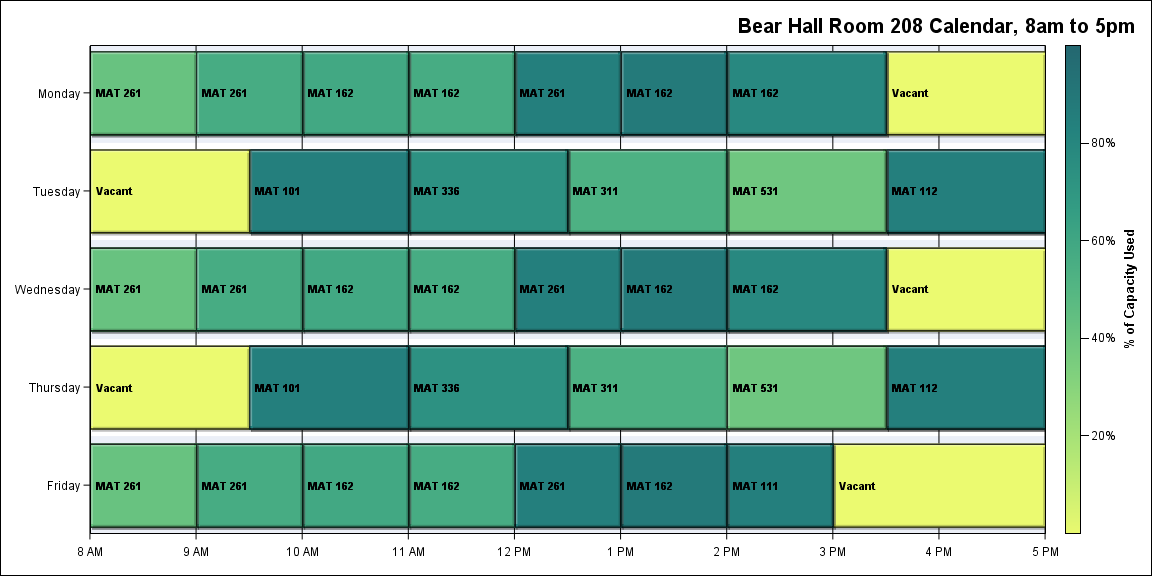 Bear Hall Room 208 Calendar, 8am to 5pm
Monday
MAT 261
MAT 261
MAT 162
MAT 162
MAT 261
MAT 162
MAT 162
Vacant
Tuesday
Vacant
MAT 101
MAT 336
MAT 311
MAT 531
MAT 112
Wednesday
MAT 261
MAT 261
MAT 162
MAT 162
MAT 261
MAT 162
MAT 162
Vacant
Thursday
Vacant
MAT 101
MAT 336
MAT 311
MAT 531
MAT 112
Friday
MAT 261
MAT 261
MAT 162
MAT 162
MAT 261
MAT 162
MAT 111
Vacant
8 AM
9 AM
10 AM
11 AM
12 PM
1 PM
2 PM
3 PM
4 PM
5 PM
80%
60%
40%
20%
% of Capacity Used